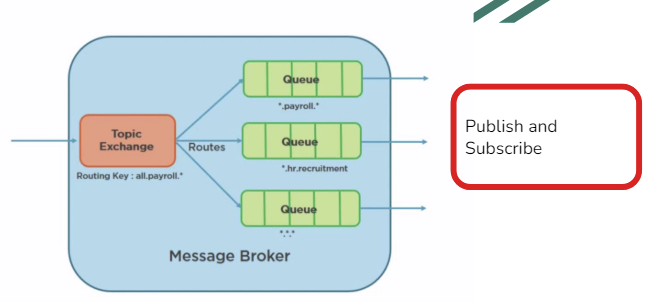 Queue
*.payroll.*
Topic
Exchange
Routes
Queue
Routing Key : all.payroll.*
*.hr.recruitment
Queue
*.*.*
Message Broker
Publish and
Subscribe